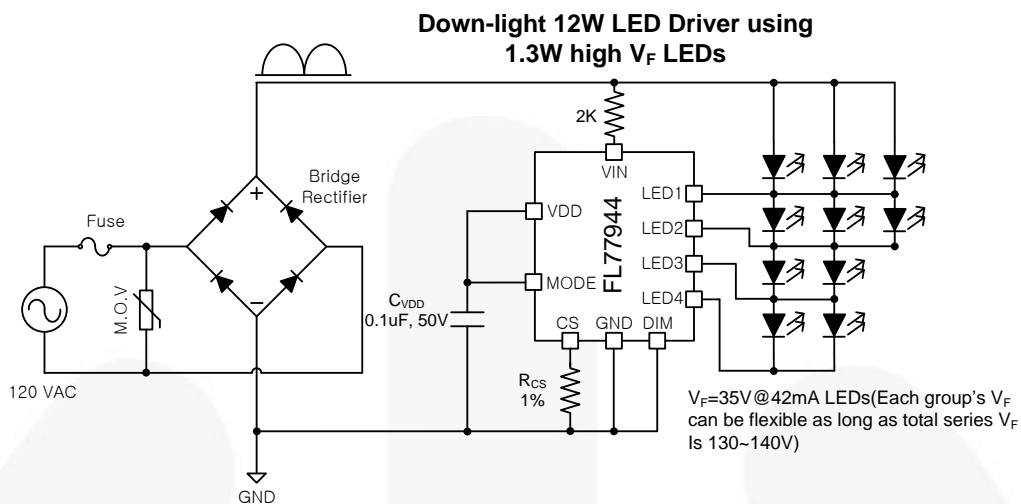 Down-light 12W LED Driver using
1.3W high VF LEDs
2K
VIN
Bridge
Rectifier
LED1
Fuse
VDD
LED2
FL77944
LED3
MODE
M.O.V
CVDD
0.1uF, 50V
LED4
CS GND DIM
120 VAC
RCS
1%
VF=35V@42mA LEDs(Each group's VF
can be flexible as long as total series VF
Is 130~140V)
GND